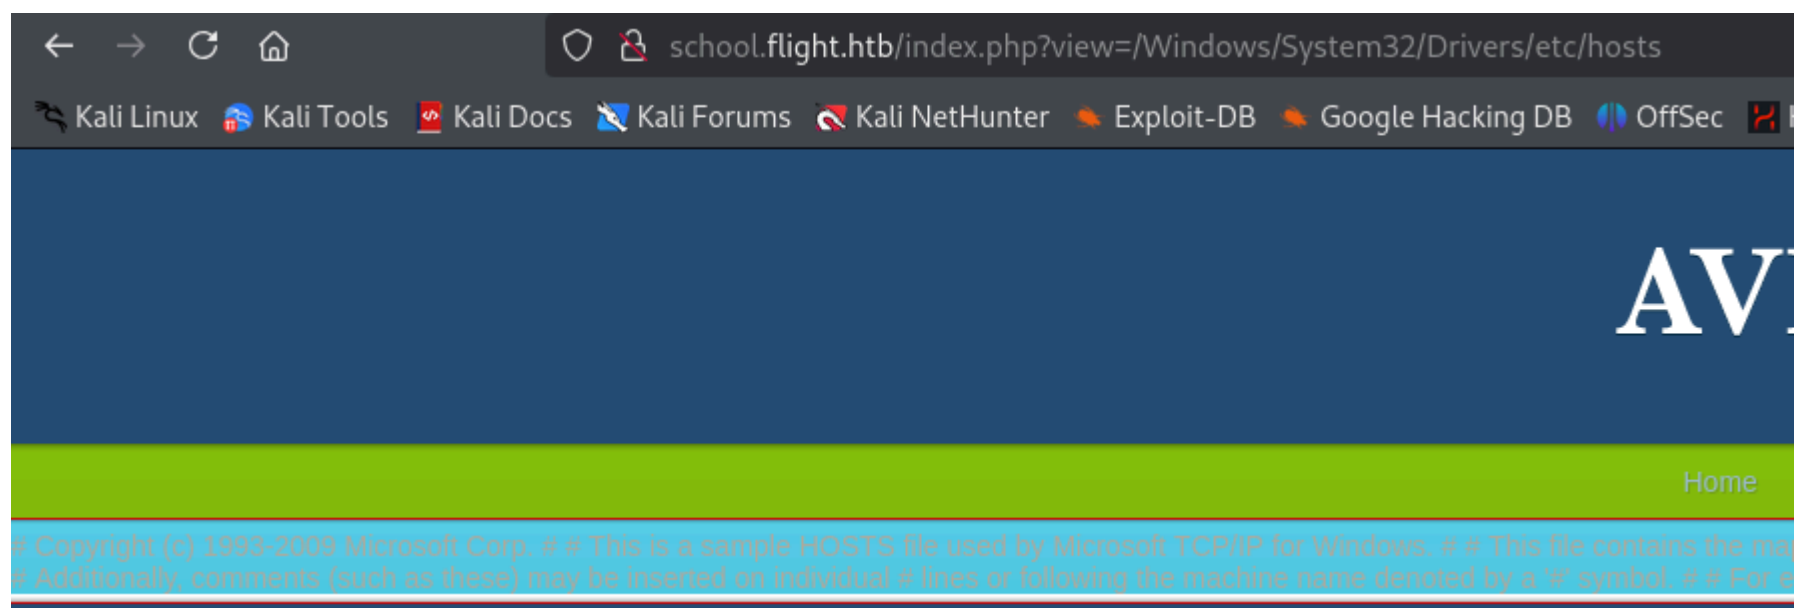 school.flight.htb/index.php?view=/Windows/System32/Drivers/etc/hosts
Kali Linux Kali Tools Kali Docs Kali Forums Kali NetHunter Exploit-DB Google Hacking DB OffSec
AV
Home
# Copyright (c) 1993-2009 Microsoft Corp. # # This is a sample HOSTS file used by Microsoft TCP/IP for Windows. # # This file contains the
# Additionally, comments (such as these) may be inserted on individual # lines or following the machine name denoted by a '#' symbol. # # For